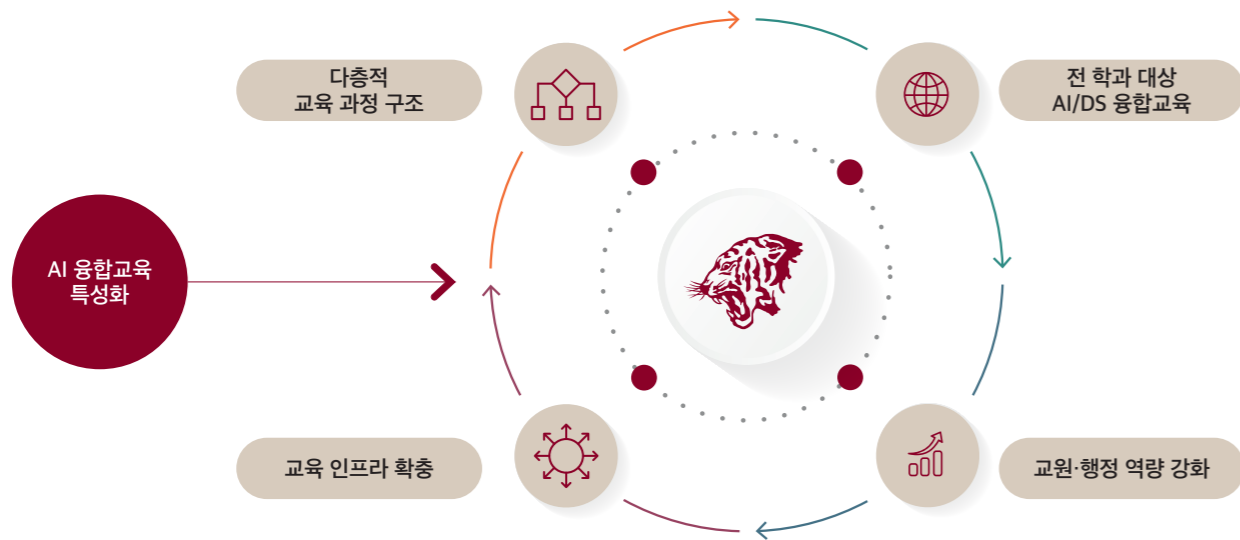 다층적
교육 과정 구조
전 학과 대상
AI/DS 융합교육
AI 융합교육
특성화
교육 인프라 확충
교원·행정 역량 강화